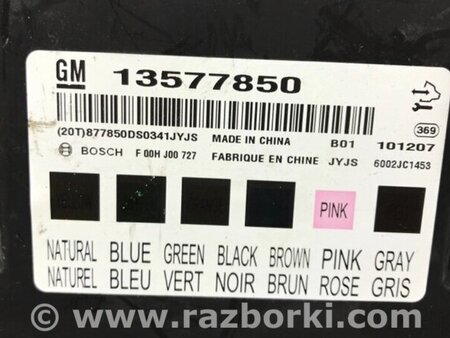 GM 13577850
(20T)877850DS0341JYJS MADE IN CHINA B01 101207
369
BOSCH F 00H J00 727 FABRIQUE EN CHINE JYJS 6002JC1453
PINK
NATURAL BLUE GREEN BLACK BROWN PINK GRAY
NATUREL BLEU VERT NOIR BRUN ROSE GRIS
© www.razborki.com